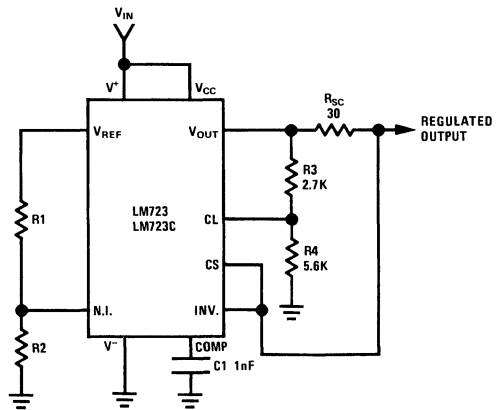 VIN
V+
VCC
RSC
30
REGULATED
OUTPUT
VREF
VOUT
R3
2.7K
LM723
LM723C
R1
CL
R4
5.6K
CS
N.I.
INV.
R2
V−
COMP
C1 1nF